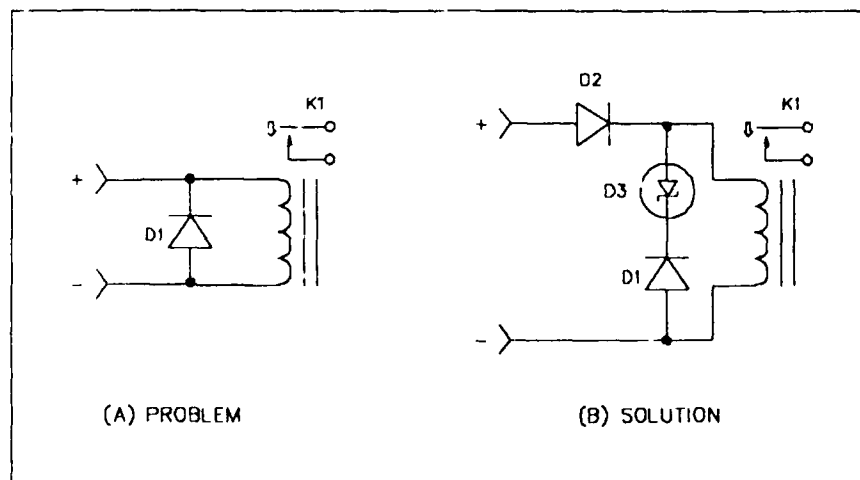 K1
+
D1
-
(A) PROBLEM
D2
K1
+
D3
D1
-
(B) SOLUTION